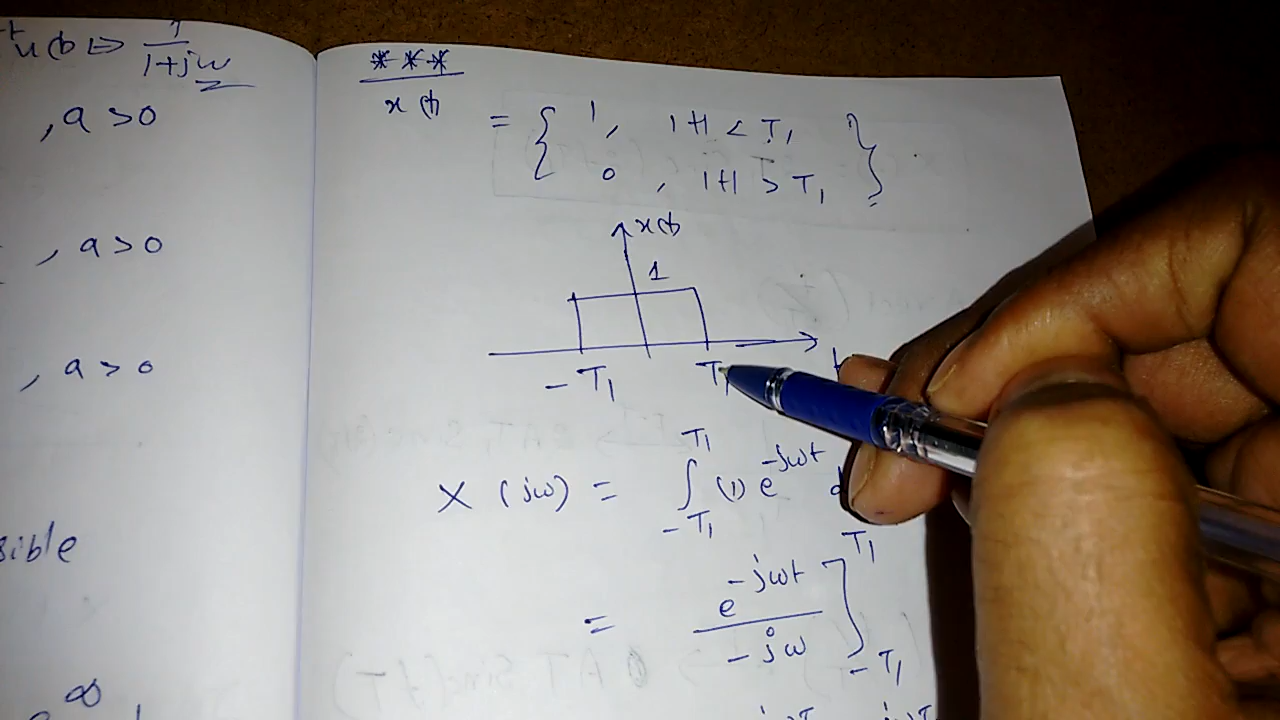 u(t) ⇔ 1/(1+jω)
, a > 0
, a > 0
, a > 0
sible
∞
***
x(t) = { 1, |t| < T₁
0, |t| > T₁ }
x(t)
1
-T₁ T₁
X(jω) = ∫_{-T₁}^{T₁} (1) e^{-jωt} d
= e^{-jωt}/(-jω) ]_{-T₁}^{T₁}